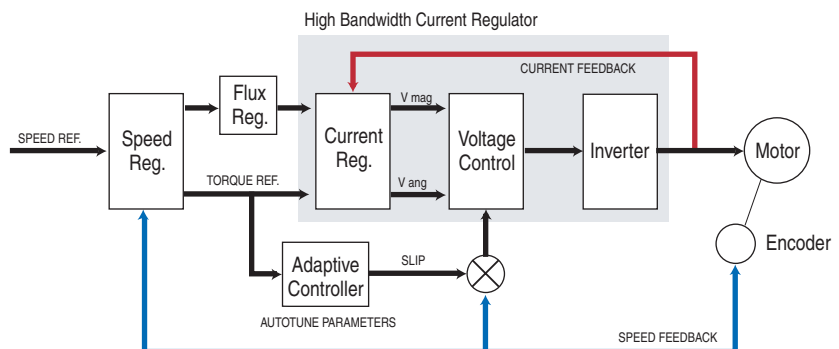 High Bandwidth Current Regulator
CURRENT FEEDBACK
Flux
Reg.
V mag
SPEED REF.
Speed
Reg.
Current
Reg.
Voltage
Control
Inverter
Motor
TORQUE REF.
V ang
Adaptive
Controller
SLIP
Encoder
AUTOTUNE PARAMETERS
SPEED FEEDBACK